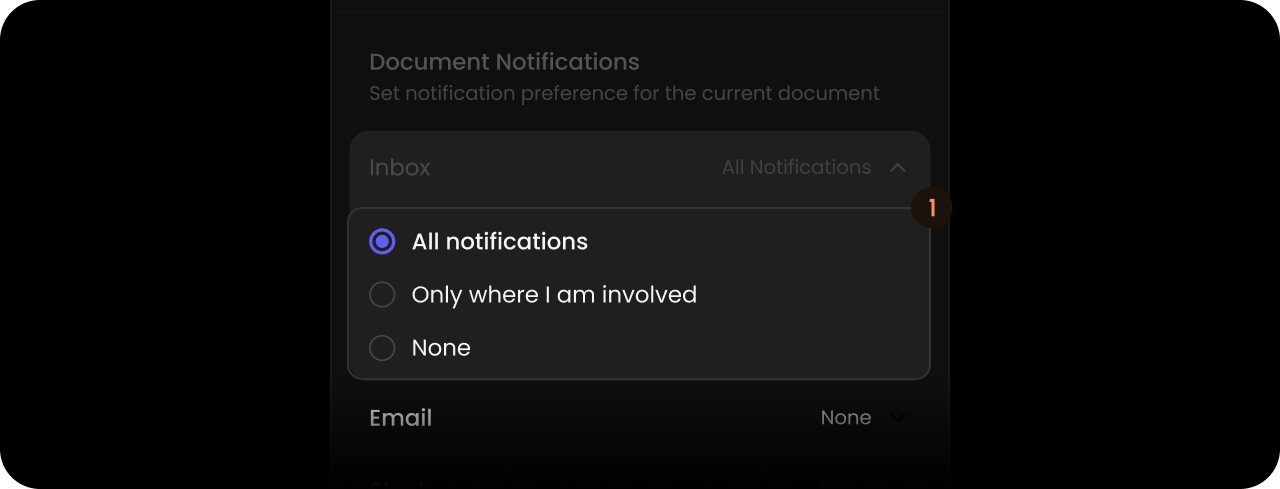 Document Notifications
Set notification preference for the current document
Inbox
All Notifications
1
All notifications
Only where I am involved
None
Email
None